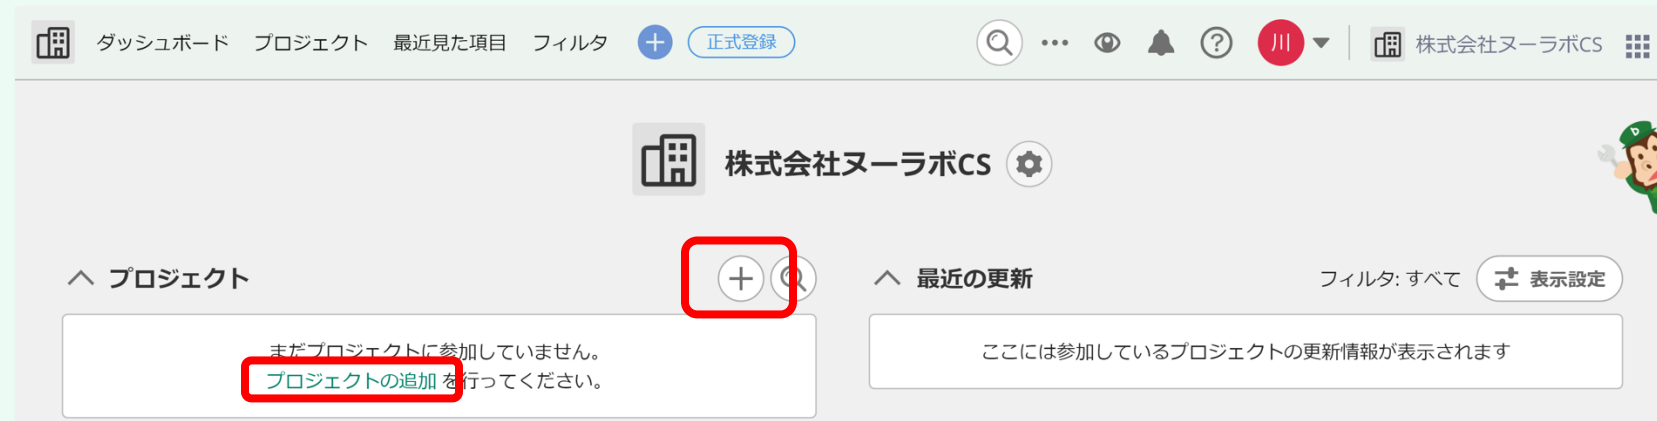 ダッシュボード プロジェクト 最近見た項目 フィルタ 正式登録 川 株式会社ヌーラボCS
株式会社ヌーラボCS
プロジェクト
まだプロジェクトに参加していません。
プロジェクトの追加 を行ってください。
最近の更新 フィルタ: すべて 表示設定
ここには参加しているプロジェクトの更新情報が表示されます